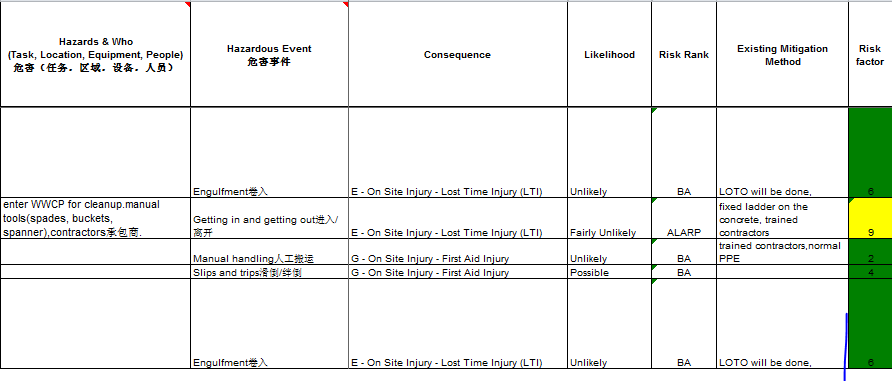 Hazards & Who
(Task, Location, Equipment, People)
危害（任务。区域。设备。人员）
Hazardous Event
危害事件
Consequence
Likelihood
Risk Rank
Existing Mitigation
Method
Risk
factor
Engulfment卷入
E - On Site Injury - Lost Time Injury (LTI)
Unlikely
BA
LOTO will be done,
6
enter WWCP for cleanup.manual
tools(spades, buckets,
spanner),contractors承包商.
Getting in and getting out进入/
离开
E - On Site Injury - Lost Time Injury (LTI)
Fairly Unlikely
ALARP
fixed ladder on the
concrete, trained
contractors
9
Manual handling人工搬运
G - On Site Injury - First Aid Injury
Unlikely
BA
trained contractors,normal
PPE
2
Slips and trips滑倒/绊倒
G - On Site Injury - First Aid Injury
Possible
BA
4
Engulfment卷入
E - On Site Injury - Lost Time Injury (LTI)
Unlikely
BA
LOTO will be done,
6